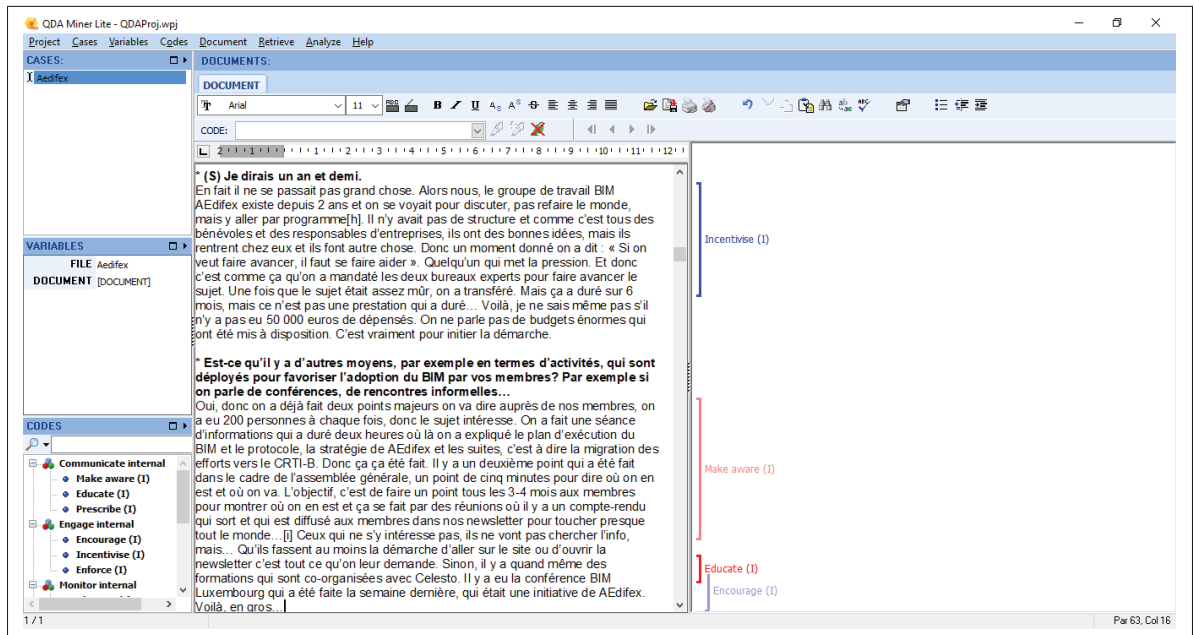 QDA Miner Lite - QDAProj.wpj
Project Cases Variables Codes Document Retrieve Analyze Help
CASES:
Aedifex
VARIABLES
FILE Aedifex
DOCUMENT [DOCUMENT]
CODES
Communicate internal
Make aware (I)
Educate (I)
Prescribe (I)
Engage internal
Encourage (I)
Incentivise (I)
Enforce (I)
Monitor internal
DOCUMENTS:
DOCUMENT
Arial 11
CODE:
2 1 1 2 3 4 5 6 7 8 9 10 11 12
* (S) Je dirais un an et demi.
En fait il ne se passait pas grand chose. Alors nous, le groupe de travail BIM
AEdifex existe depuis 2 ans et on se voyait pour discuter, pas refaire le monde,
mais y aller par programme[h]. Il n'y avait pas de structure et comme c'est tous des
bénévoles et des responsables d'entreprises, ils ont des bonnes idées, mais ils
rentrent chez eux et ils font autre chose. Donc un moment donné on a dit : « Si on
veut faire avancer, il faut se faire aider ». Quelqu'un qui met la pression. Et donc
c'est comme ça qu'on a mandaté les deux bureaux experts pour faire avancer le
sujet. Une fois que le sujet était assez mûr, on a transféré. Mais ça a duré sur 6
mois, mais ce n'est pas une prestation qui a duré… Voilà, je ne sais même pas s'il
n'y a pas eu 50 000 euros de dépensés. On ne parle pas de budgets énormes qui
ont été mis à disposition. C'est vraiment pour initier la démarche.
* Est-ce qu'il y a d'autres moyens, par exemple en termes d'activités, qui sont
déployés pour favoriser l'adoption du BIM par vos membres? Par exemple si
on parle de conférences, de rencontres informelles…
Oui, donc on a déjà fait deux points majeurs on va dire auprès de nos membres, on
a eu 200 personnes à chaque fois, donc le sujet intéresse. On a fait une séance
d'informations qui a duré deux heures où là on a expliqué le plan d'exécution du
BIM et le protocole, la stratégie de AEdifex et les suites, c'est à dire la migration des
efforts vers le CRTI-B. Donc ça ça été fait. Il y a un deuxième point qui a été fait
dans le cadre de l'assemblée générale, un point de cinq minutes pour dire où on en
est et où on va. L'objectif, c'est de faire un point tous les 3-4 mois aux membres
pour montrer où on en est et ça se fait par des réunions où il y a un compte-rendu
qui sort et qui est diffusé aux membres dans nos newsletter pour toucher presque
tout le monde…[i] Ceux qui ne s'y intéresse pas, ils ne vont pas chercher l'info,
mais… Qu'ils fassent au moins la démarche d'aller sur le site ou d'ouvrir la
newsletter c'est tout ce qu'on leur demande. Sinon, il y a quand même des
formations qui sont co-organisées avec Celesto. Il y a eu la conférence BIM
Luxembourg qui a été faite la semaine dernière, qui était une initiative de AEdifex.
Voilà, en gros…
Incentivise (I)
Make aware (I)
Educate (I)
Encourage (I)
1 / 1
Par 63, Col 16